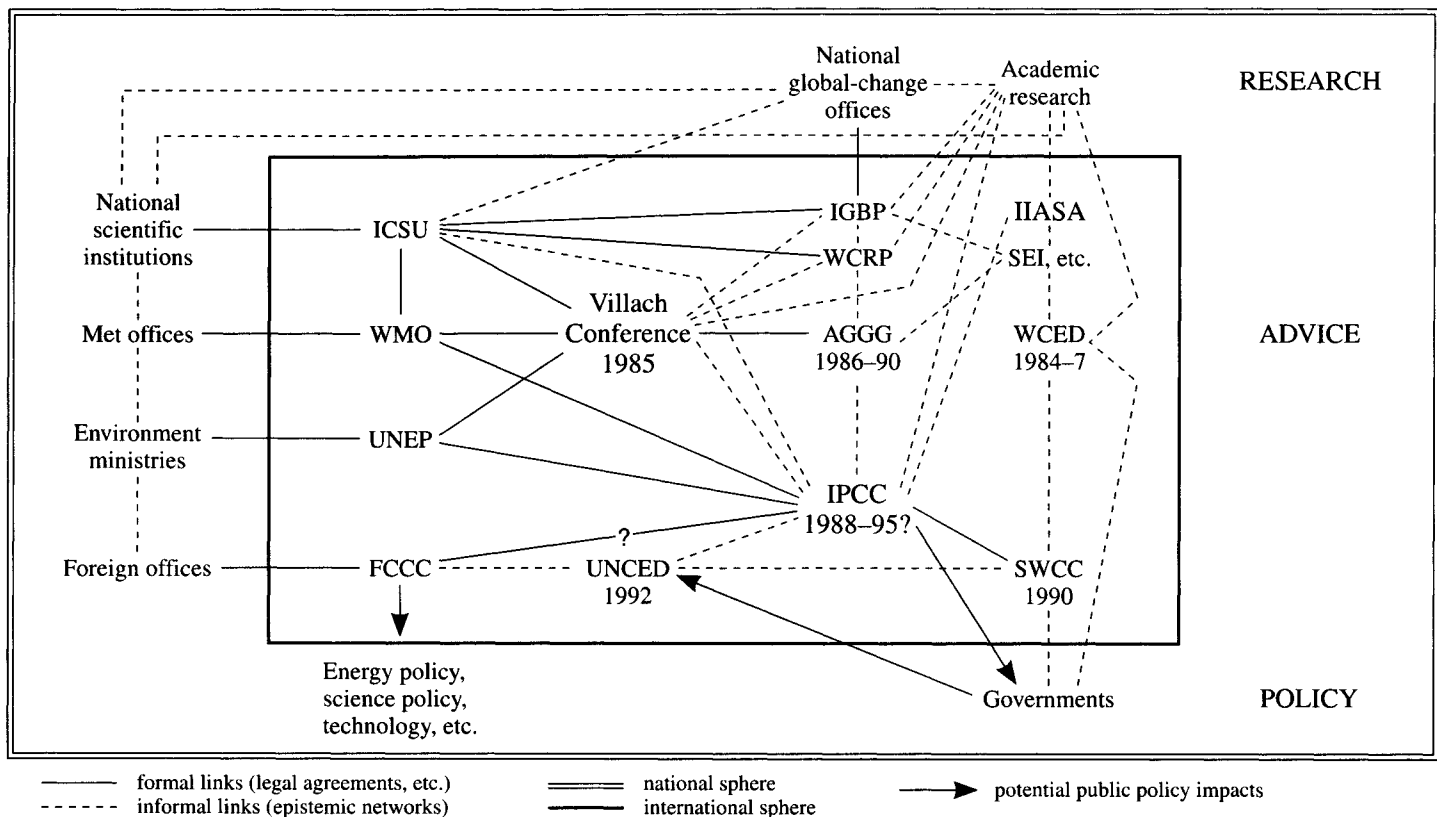 National
global-change
offices
Academic
research
RESEARCH
National
scientific
institutions
ICSU
IGBP
IIASA
WCRP
SEI, etc.
Met offices
WMO
Villach
Conference
1985
AGGG
1986–90
WCED
1984–7
ADVICE
Environment
ministries
UNEP
IPCC
1988–95?
?
Foreign offices
FCCC
UNCED
1992
SWCC
1990
Energy policy,
science policy,
technology, etc.
Governments
POLICY
formal links (legal agreements, etc.)
informal links (epistemic networks)
national sphere
international sphere
potential public policy impacts